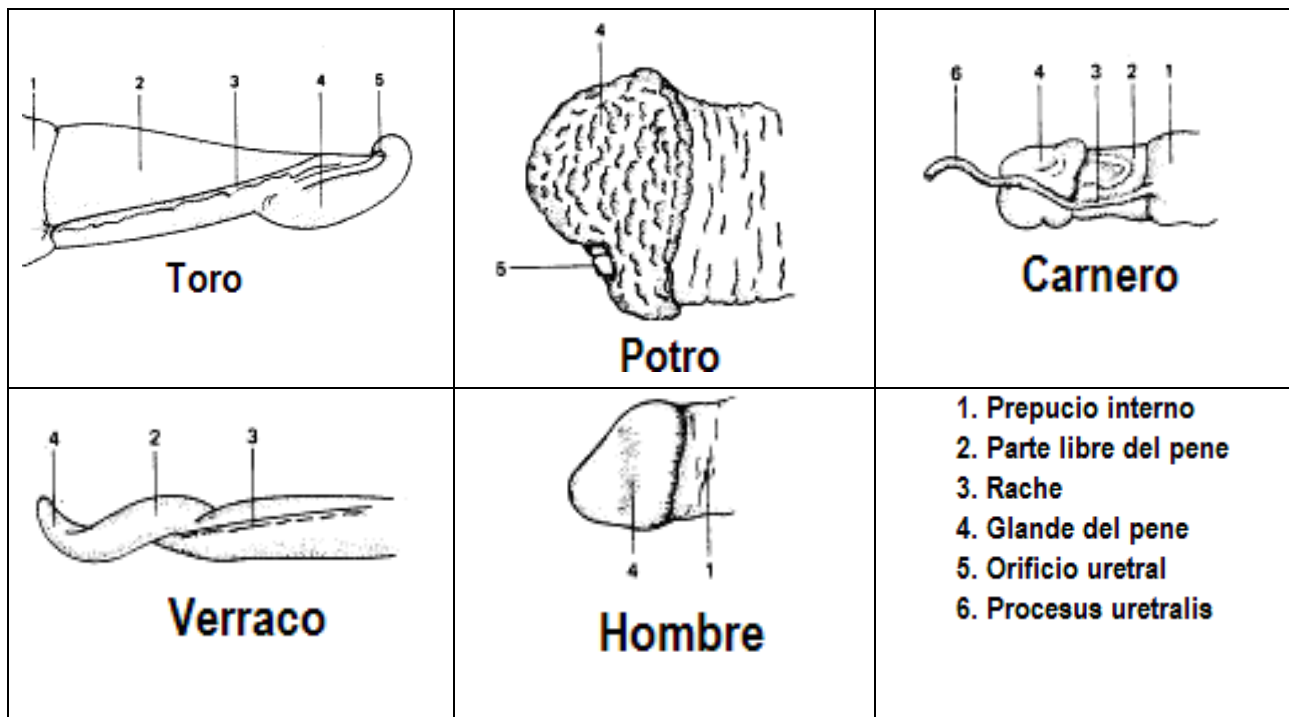 1 2 3 4 5
Toro
4
5
Potro
6 4 3 2 1
Carnero
4 2 3
Verraco
4 1
Hombre
1. Prepucio interno
2. Parte libre del pene
3. Rache
4. Glande del pene
5. Orificio uretral
6. Procesus uretralis